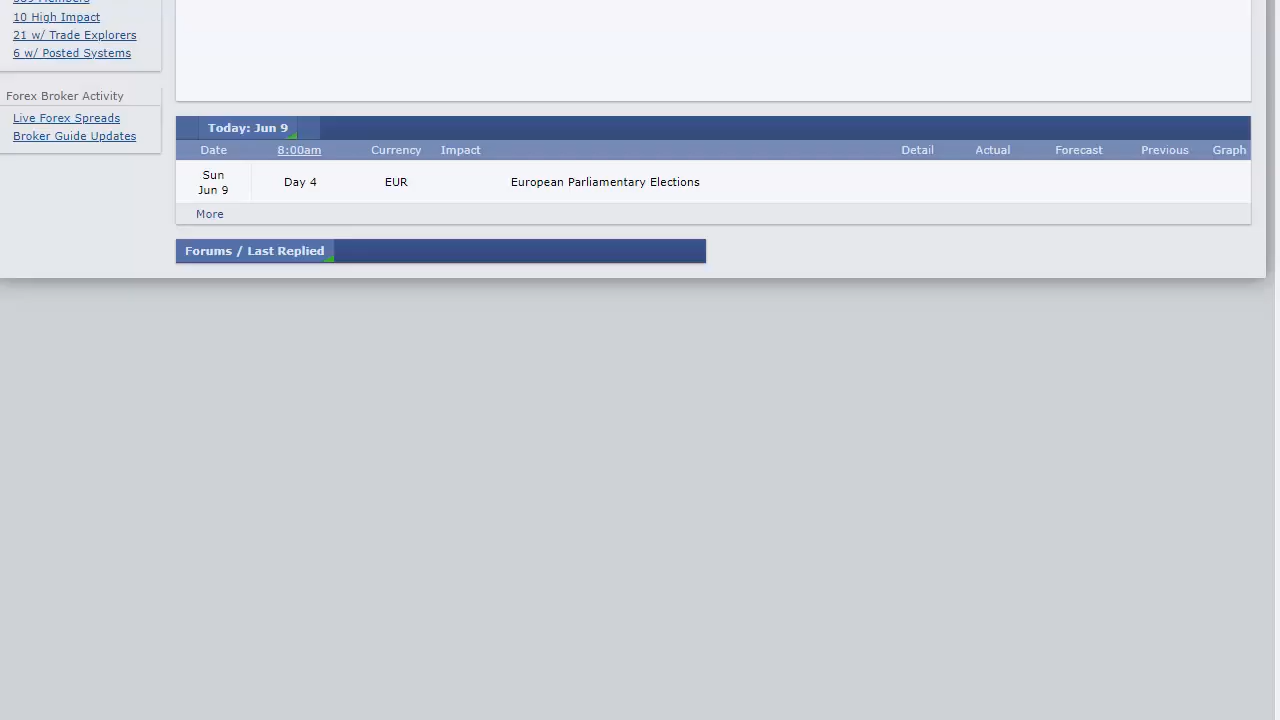 10 High Impact
21 w/ Trade Explorers
6 w/ Posted Systems
Forex Broker Activity
Live Forex Spreads
Broker Guide Updates
Today: Jun 9
Date 8:00am Currency Impact Detail Actual Forecast Previous Graph
Sun
Jun 9 Day 4 EUR European Parliamentary Elections
More
Forums / Last Replied